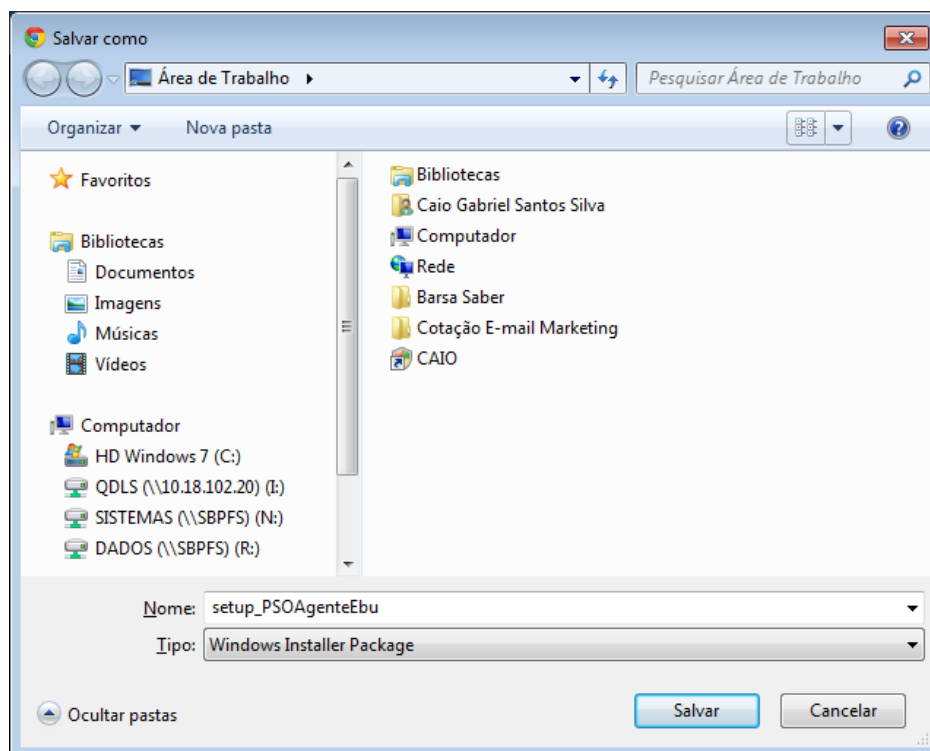 Salvar como
Área de Trabalho
Pesquisar Área de Trabalho
Organizar
Nova pasta
Favoritos
Bibliotecas
Documentos
Imagens
Músicas
Vídeos
Computador
HD Windows 7 (C:)
QDLS (\\10.18.102.20) (I:)
SISTEMAS (\\SBPFS) (N:)
DADOS (\\SBPFS) (R:)
Bibliotecas
Caio Gabriel Santos Silva
Computador
Rede
Barsa Saber
Cotação E-mail Marketing
CAIO
Nome: setup_PSOAgenteEbu
Tipo: Windows Installer Package
Ocultar pastas
Salvar
Cancelar